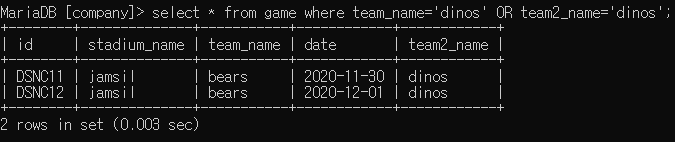 MariaDB [company]> select * from game where team_name='dinos' OR team2_name='dinos';
+--------+--------------+-----------+------------+------------+
| id     | stadium_name | team_name | date       | team2_name |
+--------+--------------+-----------+------------+------------+
| DSNC11 | jamsil       | bears     | 2020-11-30 | dinos      |
| DSNC12 | jamsil       | bears     | 2020-12-01 | dinos      |
+--------+--------------+-----------+------------+------------+
2 rows in set (0.003 sec)